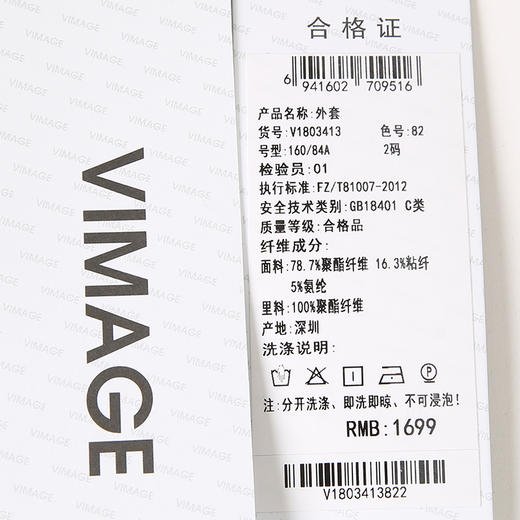 VIMAGE
合格证
6 941602 709516
产品名称:外套
货号:V1803413 色号:82
号型:160/84A 2码
检验员:01
执行标准:FZ/T81007-2012
安全技术类别:GB18401 C类
质量等级:合格品
纤维成分:
面料:78.7%聚酯纤维 16.3%粘纤
5%氨纶
里料:100%聚酯纤维
产地:深圳
洗涤说明:
P
注:分开洗涤、即洗即晾、不可浸泡!
RMB:1699
V1803413822